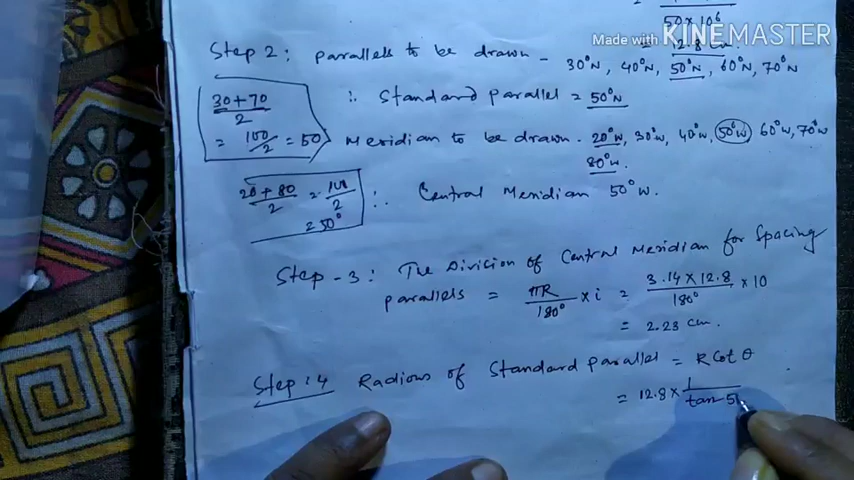 50 × 10⁶
Made with KINEMASTER
= 12.8 cm.
Step 2 : parallels to be drawn - 30°N, 40°N, 50°N, 60°N, 70°N
30 + 70 / 2
= 100/2 = 50
∴ Standard parallel = 50°N
Meridian to be drawn. 20°W, 30°W, 40°W, 50°W, 60°W, 70°W
80°W.
20 + 80 / 2 = 100 / 2
= 50°
∴ Central Meridian 50°W.
Step - 3 : The Division of Central Meridian for Spacing
parallels = πR / 180° × i = 3.14 × 12.8 / 180° × 10
= 2.23 cm.
Step : 4 Radious of Standard parallel = R Cot θ
= 12.8 × 1 / tan 5